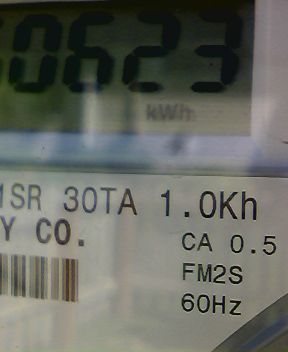 0623
kWh
1SR 30TA 1.0Kh
Y CO.
CA 0.5
FM2S
60Hz